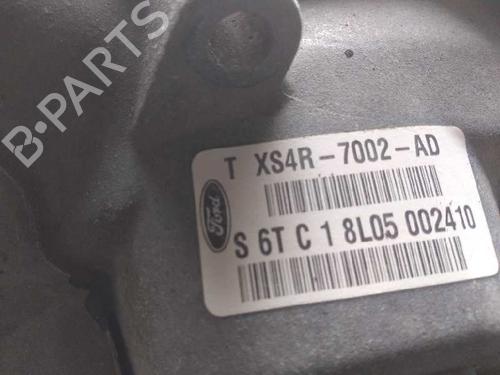 B-PARTS
T XS4R-7002-AD
Ford
S 6T C 1 8L05 002410